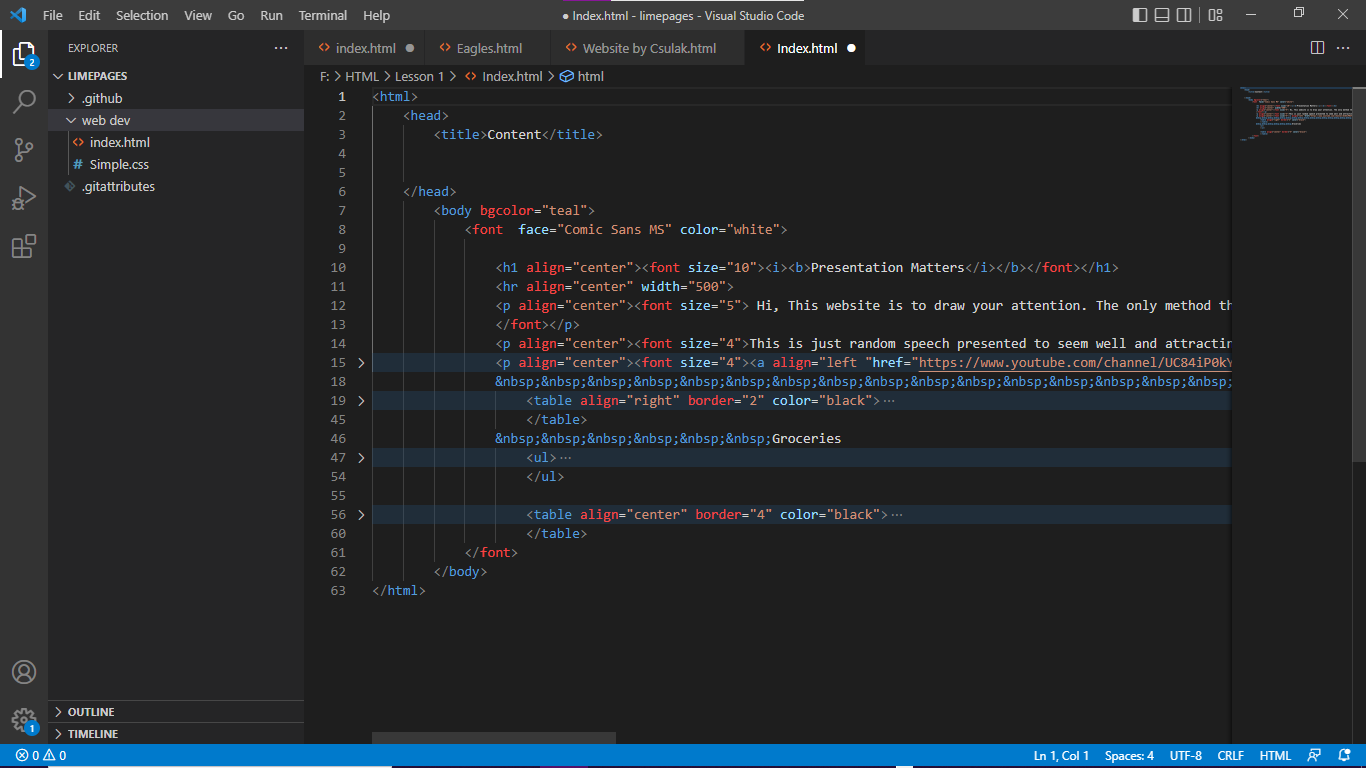 File Edit Selection View Go Run Terminal Help
● Index.html - limepages - Visual Studio Code
EXPLORER ···
index.html ●
Eagles.html
Website by Csulak.html
Index.html ●
2
LIMEPAGES
.github
web dev
index.html
# Simple.css
.gitattributes
F: > HTML > Lesson 1 > Index.html > html
1 <html>
2 <head>
3 <title>Content</title>
4
5
6 </head>
7 <body bgcolor="teal">
8 <font  face="Comic Sans MS" color="white">
9
10 <h1 align="center"><font size="10"><i><b>Presentation Matters</i></b></font></h1>
11 <hr align="center" width="500">
12 <p align="center"><font size="5"> Hi, This website is to draw your attention. The only method th
13 </font></p>
14 <p align="center"><font size="4">This is just random speech presented to seem well and attractin
15 <p align="center"><font size="4"><a align="left "href="https://www.youtube.com/channel/UC84iP0kY
18 &nbsp;&nbsp;&nbsp;&nbsp;&nbsp;&nbsp;&nbsp;&nbsp;&nbsp;&nbsp;&nbsp;&nbsp;&nbsp;&nbsp;&nbsp;&nbsp;
19 <table align="right" border="2" color="black">···
45 </table>
46 &nbsp;&nbsp;&nbsp;&nbsp;&nbsp;&nbsp;Groceries
47 <ul>···
54 </ul>
55
56 <table align="center" border="4" color="black">···
60 </table>
61 </font>
62 </body>
63 </html>
OUTLINE
TIMELINE
1
0 0
Ln 1, Col 1 Spaces: 4 UTF-8 CRLF HTML